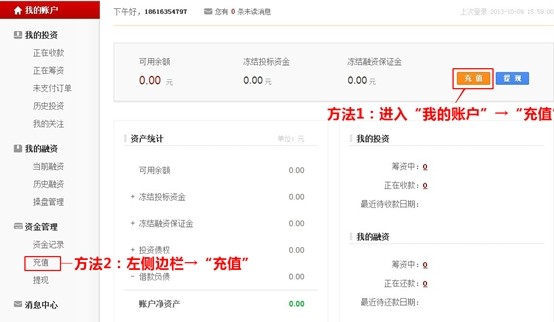 我的账户
下午好，18616354797 您有 0 条未读消息
上次登录:2013-10-08 15:59:00
我的投资
正在收款
正在筹资
未支付订单
历史投资
我的关注
我的融资
当前融资
历史融资
操盘管理
资金管理
资金记录
充值
提现
消息中心
可用余额 冻结投标资金 冻结融资保证金
0.00 元 0.00 元 0.00 元 充 值 提 现
方法1：进入“我的账户”→“充值”
方法2：左侧边栏→“充值”
资产统计 单位：元
可用余额 0.00
+ 冻结投标资金 0.00
+ 冻结融资保证金 0.00
+ 投资债权 0.00
- 借款负债 0.00
账户净资产 0.00
我的投资
筹资中：0
正在收款：0
最近待收款日期：
我的融资
筹资中：0
正在还款：0
最近待还款日期：